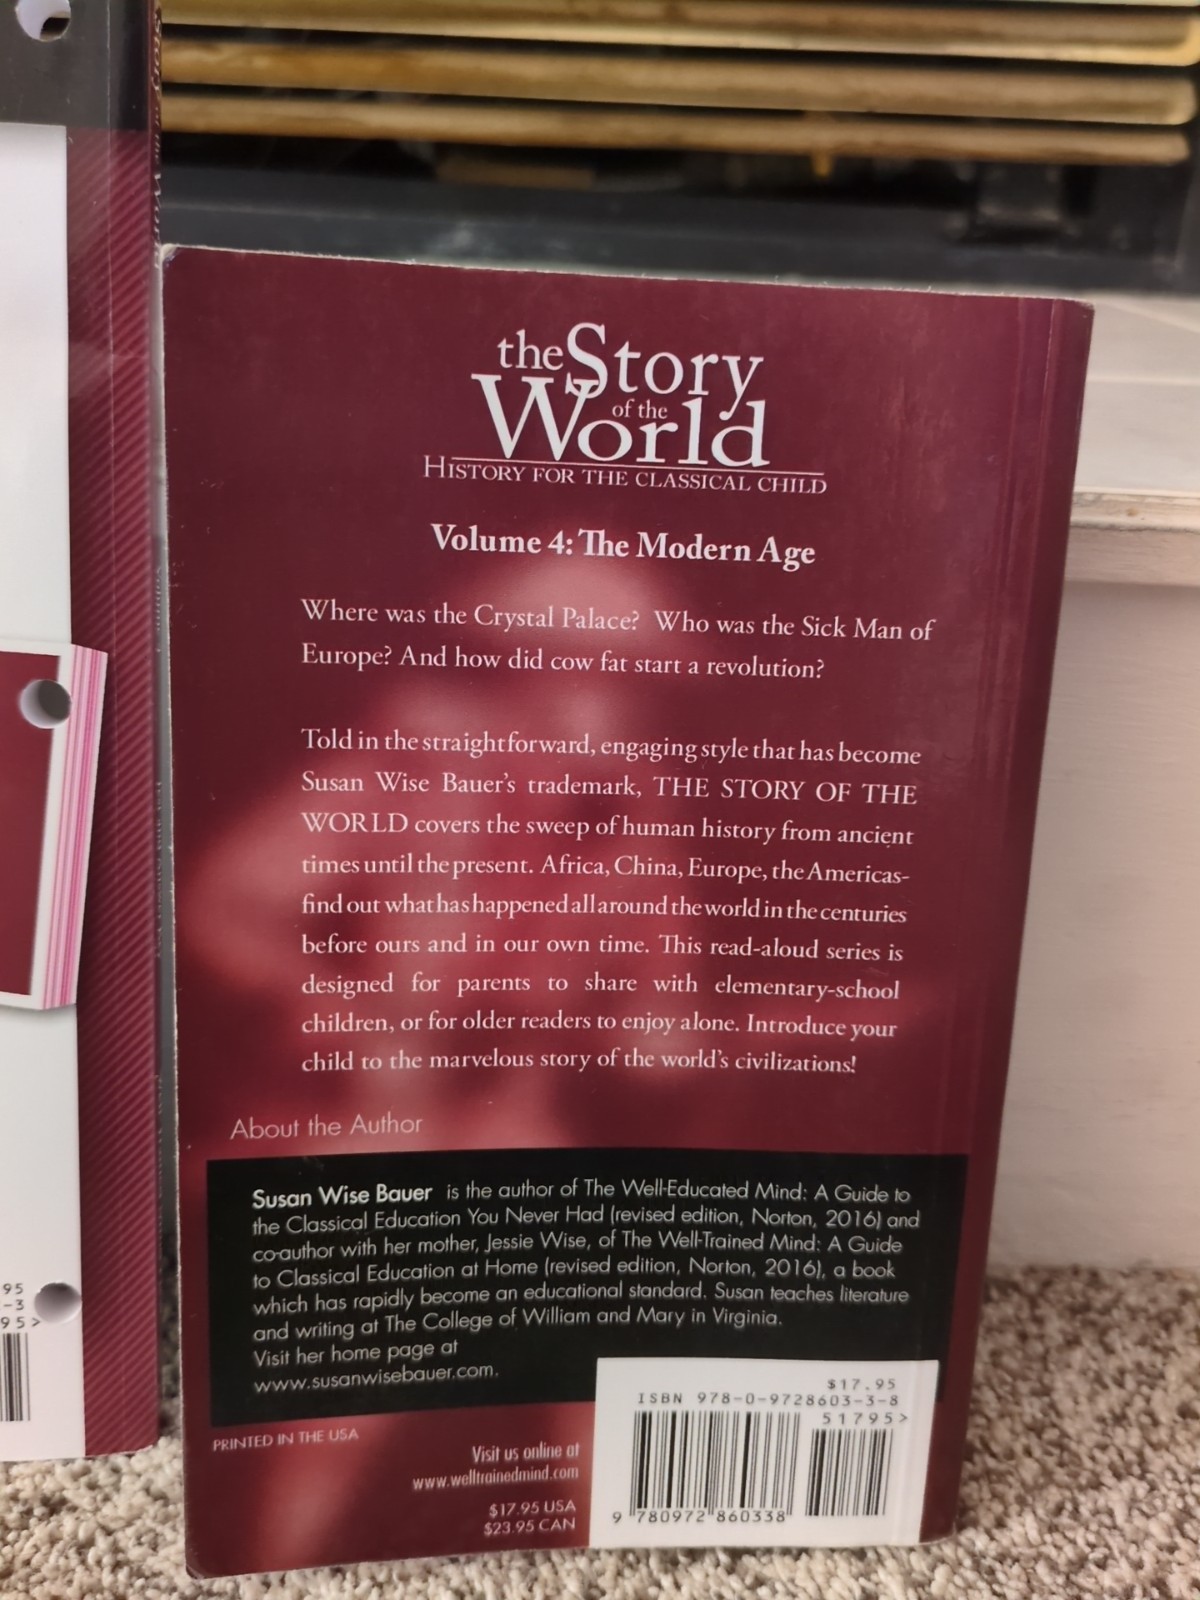 the Story
of the
World
HISTORY FOR THE CLASSICAL CHILD
Volume 4: The Modern Age
Where was the Crystal Palace? Who was the Sick Man of
Europe? And how did cow fat start a revolution?
Told in the straightforward, engaging style that has become
Susan Wise Bauer's trademark, THE STORY OF THE
WORLD covers the sweep of human history from ancient
times until the present. Africa, China, Europe, the Americas-
find out what has happened all around the world in the centuries
before ours and in our own time. This read-aloud series is
designed for parents to share with elementary-school
children, or for older readers to enjoy alone. Introduce your
child to the marvelous story of the world's civilizations!
About the Author
Susan Wise Bauer is the author of The Well-Educated Mind: A Guide to
the Classical Education You Never Had (revised edition, Norton, 2016) and
co-author with her mother, Jessie Wise, of The Well-Trained Mind: A Guide
to Classical Education at Home (revised edition, Norton, 2016), a book
which has rapidly become an educational standard. Susan teaches literature
and writing at The College of William and Mary in Virginia.
Visit her home page at
www.susanwisebauer.com.
PRINTED IN THE USA
Visit us online at
www.welltrainedmind.com
$17.95 USA
$23.95 CAN
$17.95
ISBN 978-0-9728603-3-8
51795>
9 780972 860338
95
-3
95>